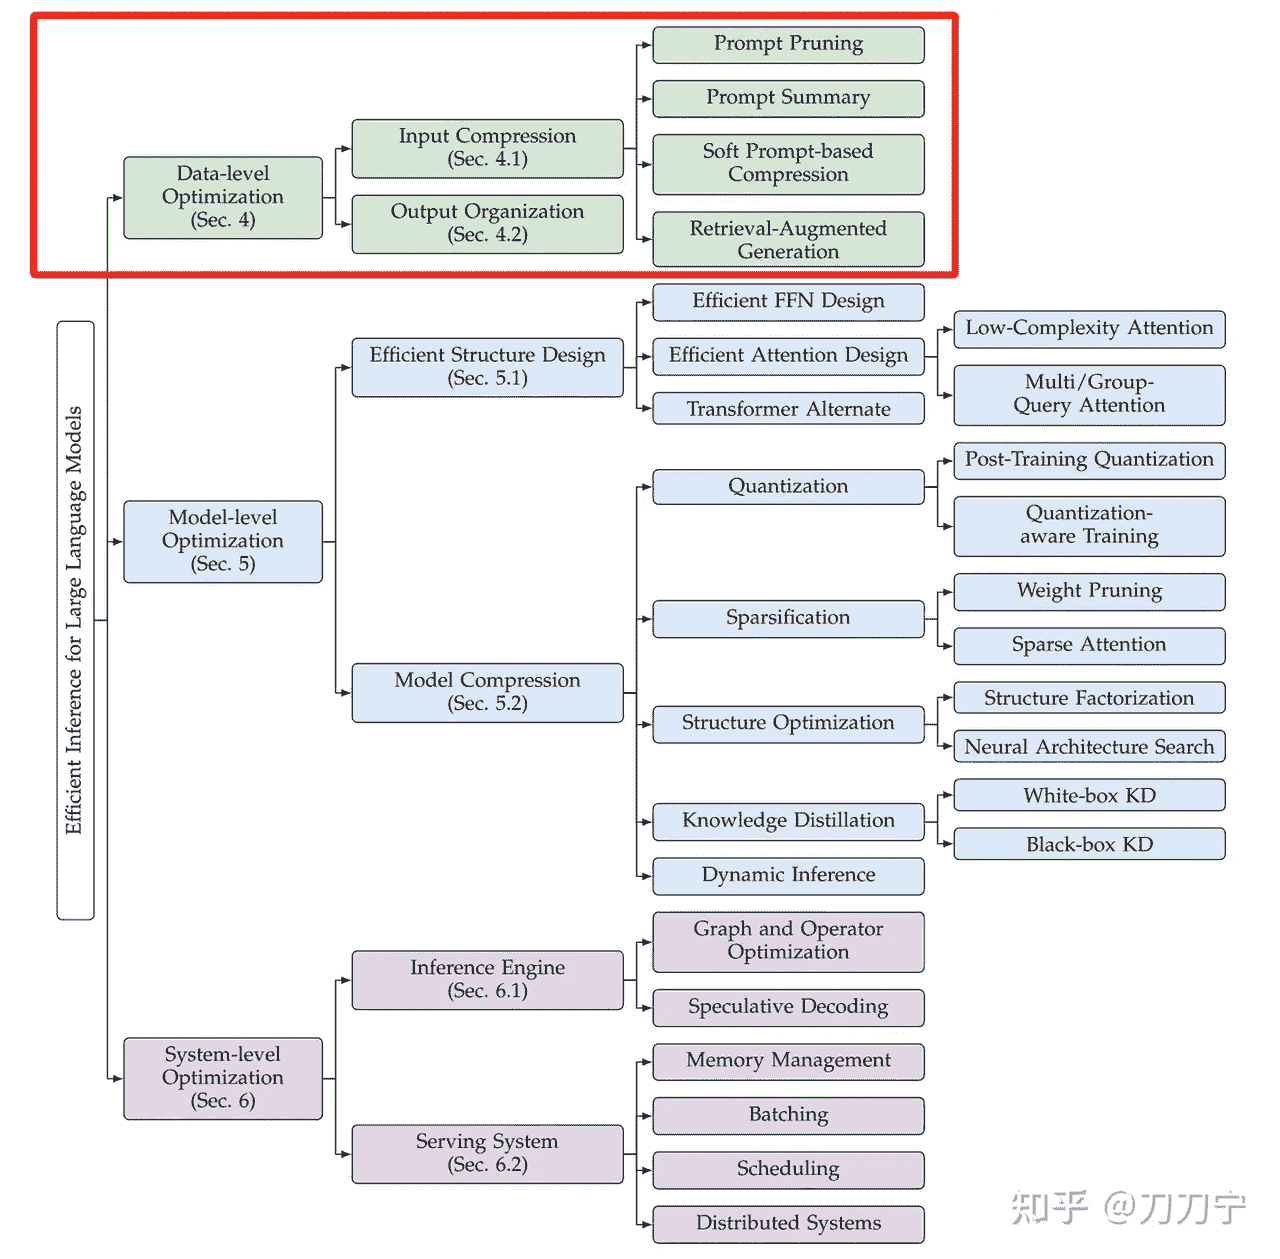 Efficient Inference for Large Language Models
Data-level
Optimization
(Sec. 4)
Input Compression
(Sec. 4.1)
Prompt Pruning
Prompt Summary
Soft Prompt-based
Compression
Retrieval-Augmented
Generation
Output Organization
(Sec. 4.2)
Model-level
Optimization
(Sec. 5)
Efficient Structure Design
(Sec. 5.1)
Efficient FFN Design
Efficient Attention Design
Low-Complexity Attention
Multi/Group-
Query Attention
Transformer Alternate
Model Compression
(Sec. 5.2)
Quantization
Post-Training Quantization
Quantization-
aware Training
Sparsification
Weight Pruning
Sparse Attention
Structure Optimization
Structure Factorization
Neural Architecture Search
Knowledge Distillation
White-box KD
Black-box KD
Dynamic Inference
System-level
Optimization
(Sec. 6)
Inference Engine
(Sec. 6.1)
Graph and Operator
Optimization
Speculative Decoding
Serving System
(Sec. 6.2)
Memory Management
Batching
Scheduling
Distributed Systems
知乎 @刀刀宁